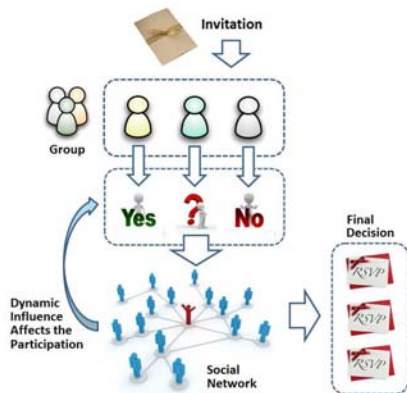 Invitation
Group
Yes
?
No
Final
Decision
RSVP
RSVP
RSVP
Dynamic
Influence
Affects the
Participation
Social
Network